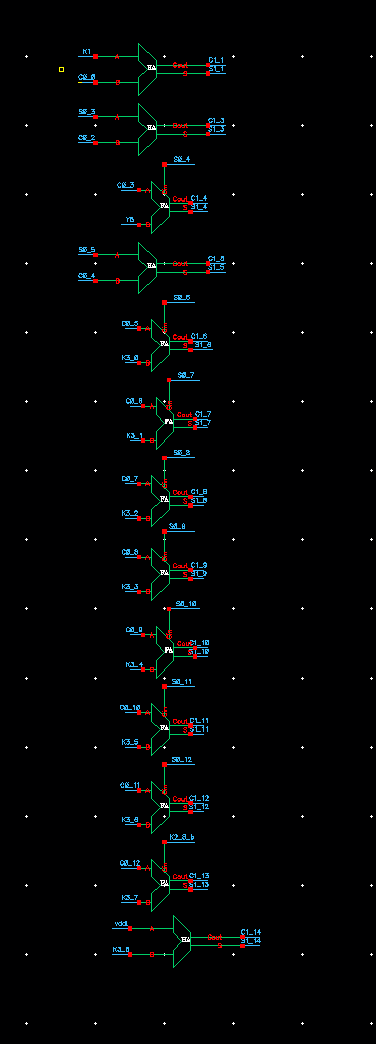 K1 A HA Cout C1_1
C0_0 B S S1_1
S0_3 A HA Cout C1_3
C0_2 B S S1_3
S0_4
C0_3 A FA Cout C1_4
B S S1_4
S0_5 A HA Cout C1_5
C0_4 B S S1_5
S0_6
C0_5 A FA Cout C1_6
K3_0 B S S1_6
S0_7
C0_6 A FA Cout C1_7
K3_1 B S S1_7
S0_8
C0_7 A FA Cout C1_8
K3_2 B S S1_8
S0_9
C0_8 A FA Cout C1_9
K3_3 B S S1_9
S0_10
C0_9 A FA Cout C1_10
K3_4 B S1_10
S0_11
C0_10 A FA Cout C1_11
K3_5 B S S1_11
S0_12
C0_11 A FA Cout C1_12
K3_6 B S S1_12
K2_8_b
C0_12 A FA Cout C1_13
K3_7 B S S1_13
vdd! A HA Cout C1_14
K3_8 B S S1_14